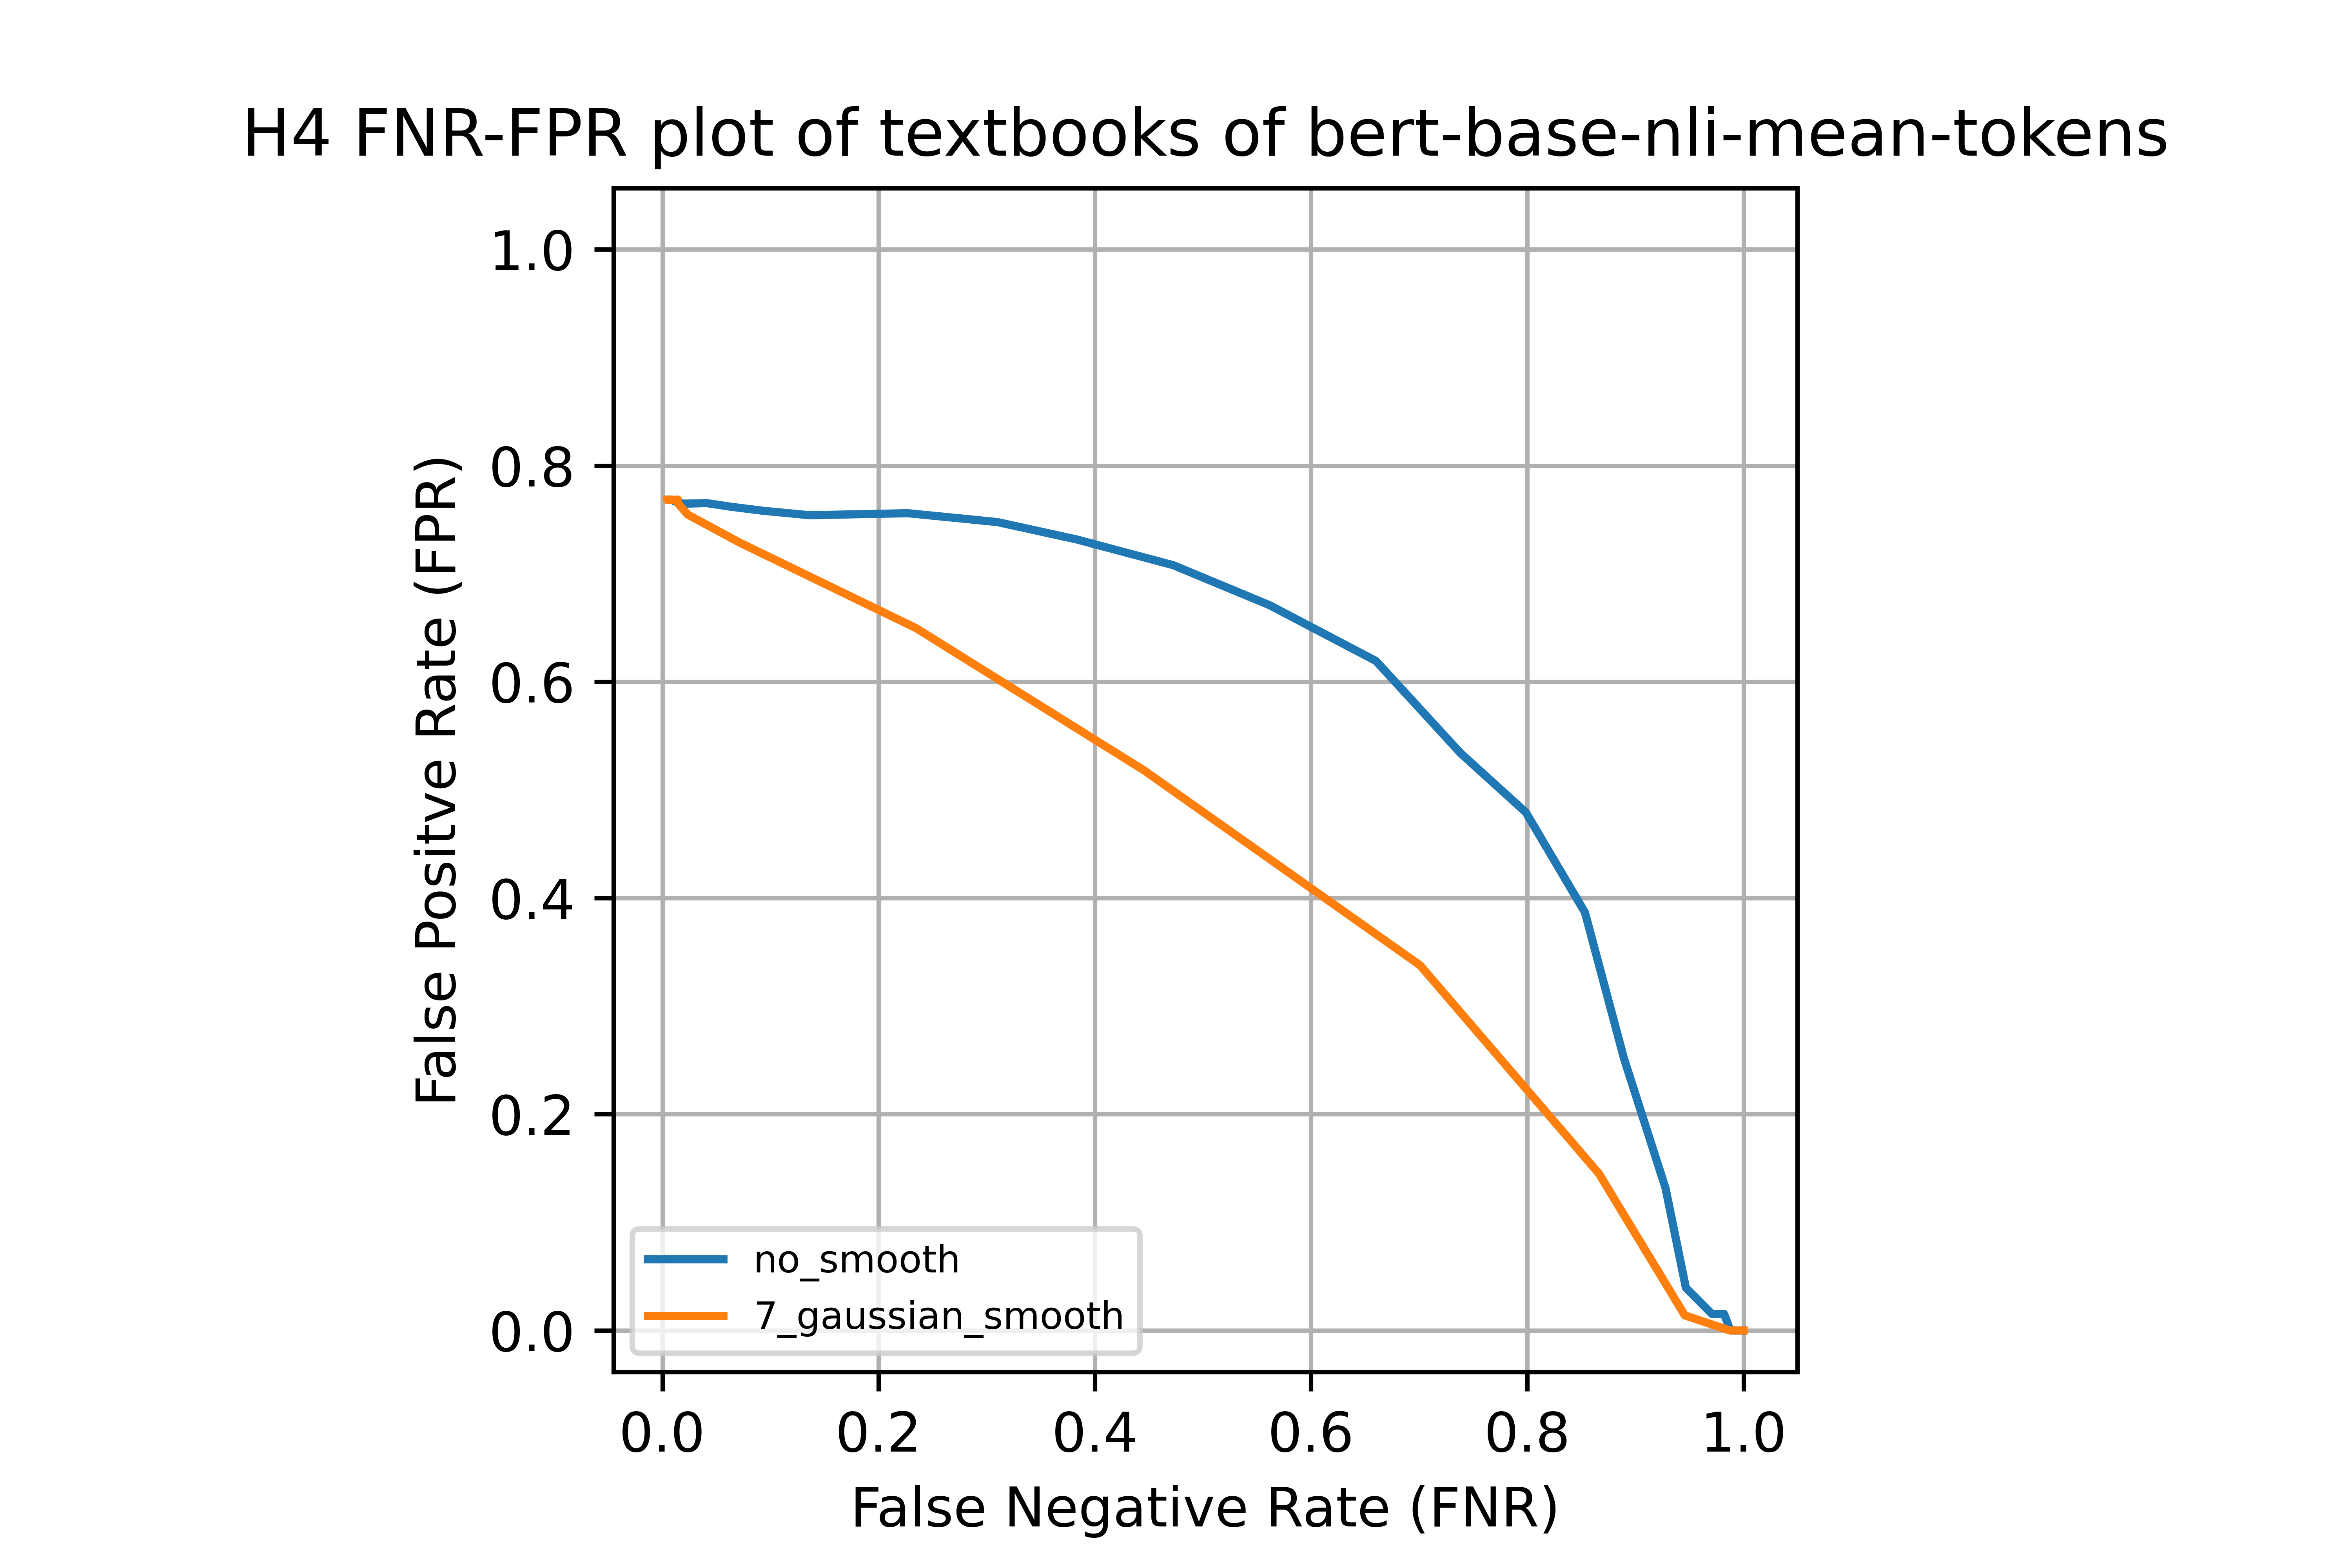 H4 FNR-FPR plot of textbooks of bert-base-nli-mean-tokens
False Positve Rate (FPR)
1.0
0.8
0.6
0.4
0.2
0.0
no_smooth
7_gaussian_smooth
0.0 0.2 0.4 0.6 0.8 1.0
False Negative Rate (FNR)